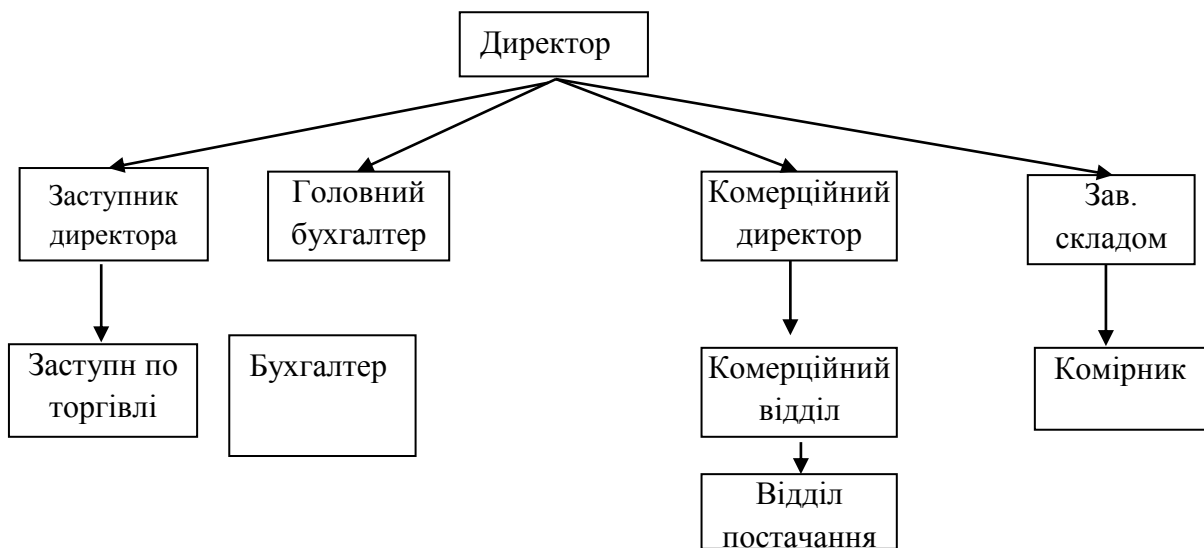 Директор
Заступник
директора
Головний
бухгалтер
Комерційний
директор
Зав.
складом
Заступн по
торгівлі
Бухгалтер
Комерційний
відділ
Комірник
Відділ
постачання